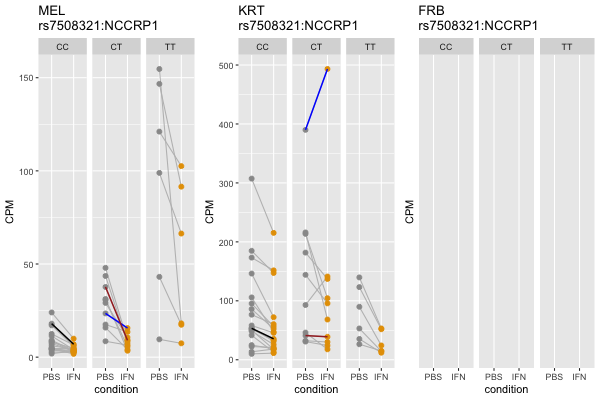 MEL
rs7508321:NCCRP1
CC CT TT
CPM
150
100
50
0
PBS IFN PBS IFN PBS IFN
condition
KRT
rs7508321:NCCRP1
CC CT TT
CPM
500
400
300
200
100
0
PBS IFN PBS IFN PBS IFN
condition
FRB
rs7508321:NCCRP1
CC CT TT
CPM
PBS IFN PBS IFN PBS IFN
condition